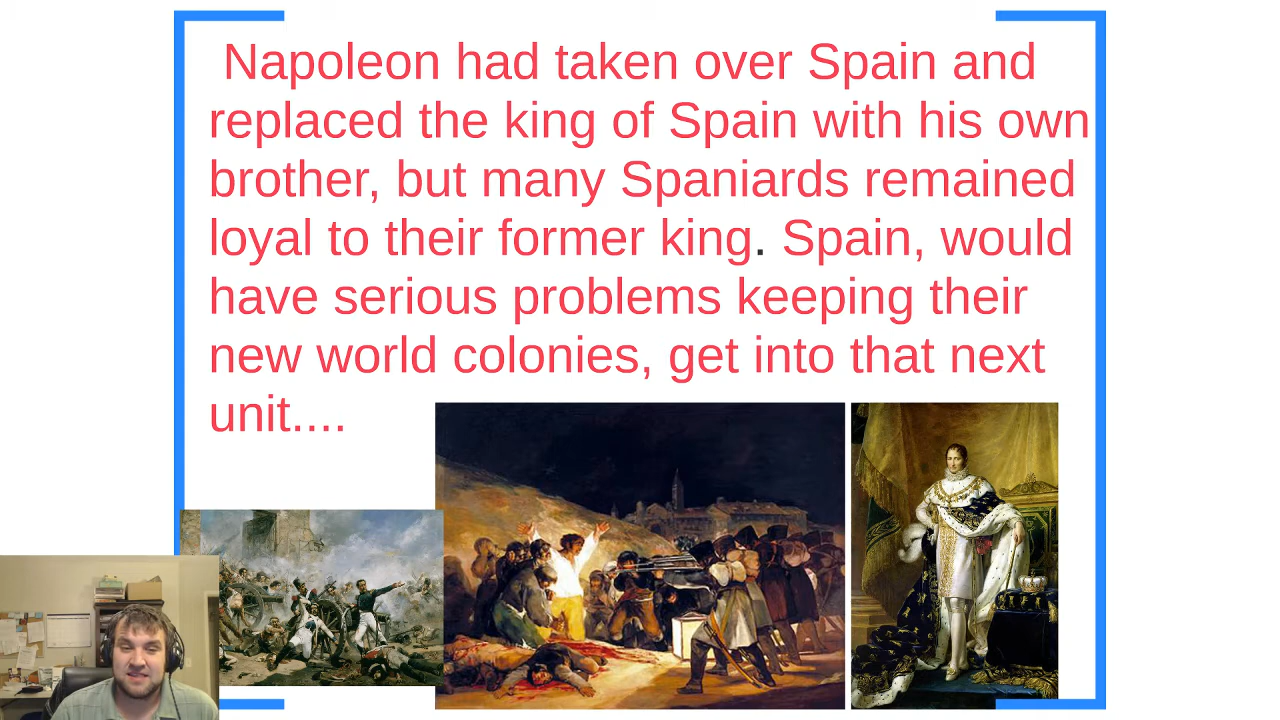 Napoleon had taken over Spain and
replaced the king of Spain with his own
brother, but many Spaniards remained
loyal to their former king. Spain, would
have serious problems keeping their
new world colonies, get into that next
unit....